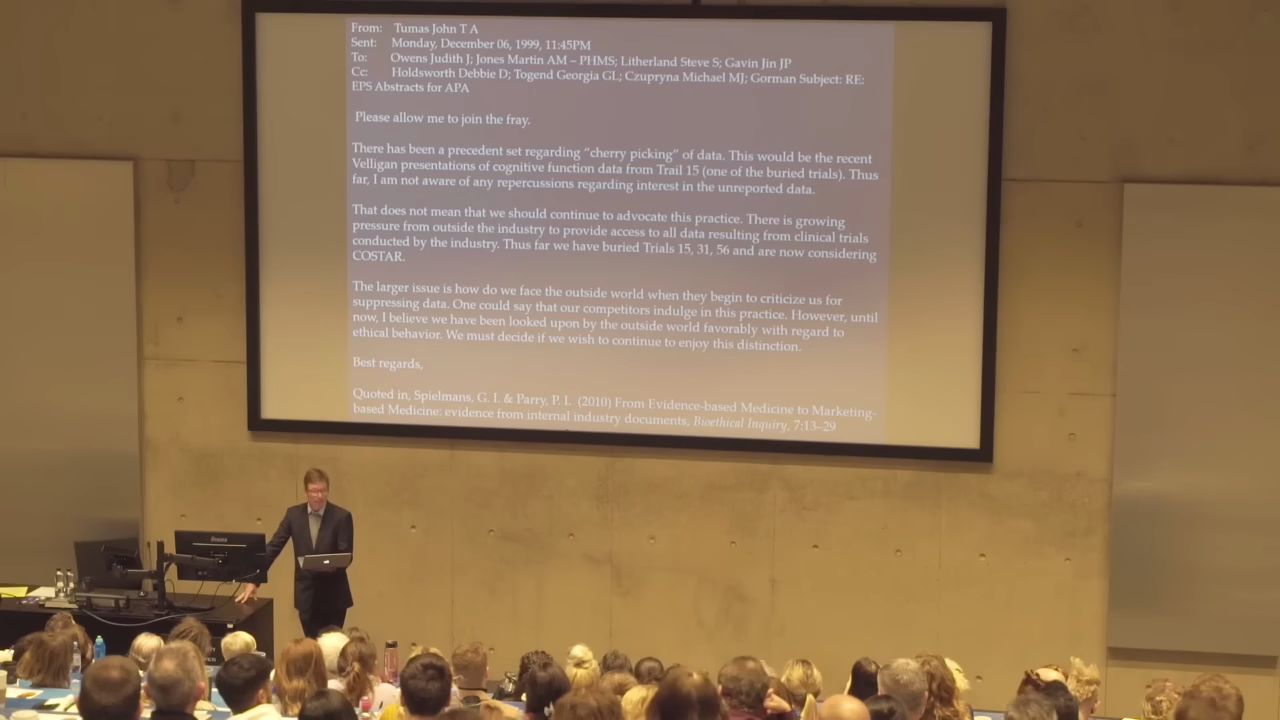 From: Tumas John T A
Sent: Monday, December 06, 1999, 11:45PM
To: Owens Judith J; Jones Martin AM – PHMS; Litherland Steve S; Gavin Jin JP
Cc: Holdsworth Debbie D; Togend Georgia GL; Czupryna Michael MJ; Gorman Subject: RE:
EPS Abstracts for APA
Please allow me to join the fray.
There has been a precedent set regarding “cherry picking” of data. This would be the recent
Velligan presentations of cognitive function data from Trail 15 (one of the buried trials). Thus
far, I am not aware of any repercussions regarding interest in the unreported data.
That does not mean that we should continue to advocate this practice. There is growing
pressure from outside the industry to provide access to all data resulting from clinical trials
conducted by the industry. Thus far we have buried Trials 15, 31, 56 and are now considering
COSTAR.
The larger issue is how do we face the outside world when they begin to criticize us for
suppressing data. One could say that our competitors indulge in this practice. However, until
now, I believe we have been looked upon by the outside world favorably with regard to
ethical behavior. We must decide if we wish to continue to enjoy this distinction.
Best regards,
Quoted in, Spielmans, G. I. & Parry, P. I. (2010) From Evidence-based Medicine to Marketing-
based Medicine: evidence from internal industry documents, Bioethical Inquiry, 7:13–29